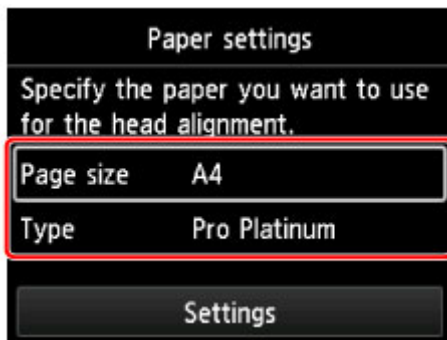 Paper settings
Specify the paper you want to use
for the head alignment.
Page size A4
Type Pro Platinum
Settings